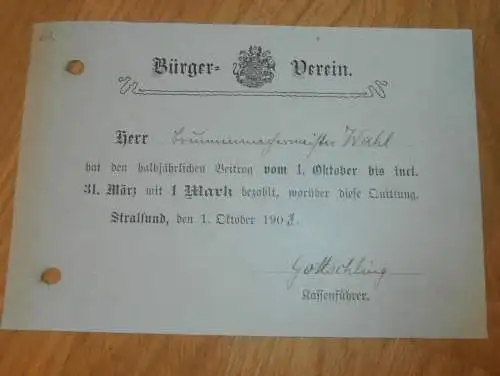 Bürger- Verein.
Herr Brunnenmachermeister Wahl
hat den halbjährlichen Beitrag vom 1. Oktober bis incl.
31. März mit 1 Mark bezahlt, worüber diese Quittung.
Stralsund, den 1. Oktober 1903.
Gottschling
Kassenführer.